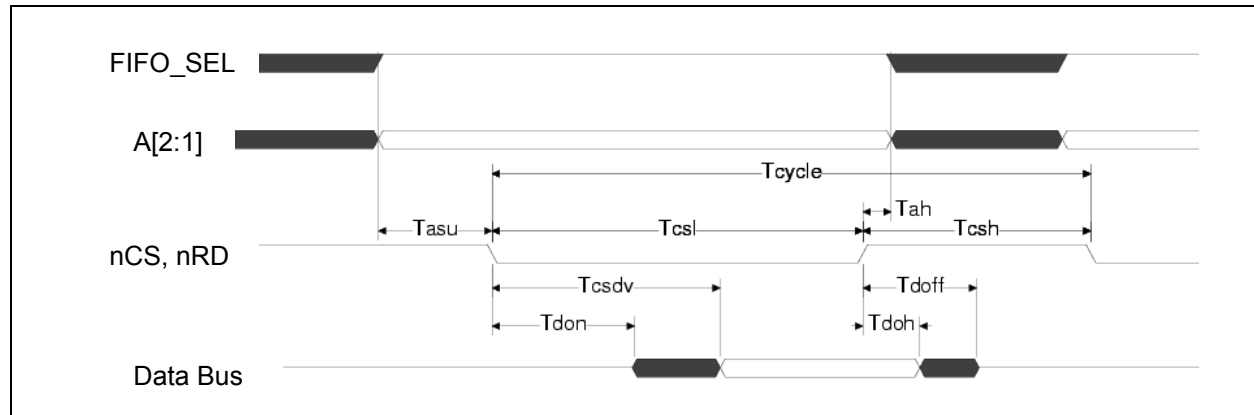 FIFO_SEL
A[2:1]
Tcycle
Tah
Tasu Tcsl Tcsh
nCS, nRD
Tcsdv Tdoff
Tdon Tdoh
Data Bus